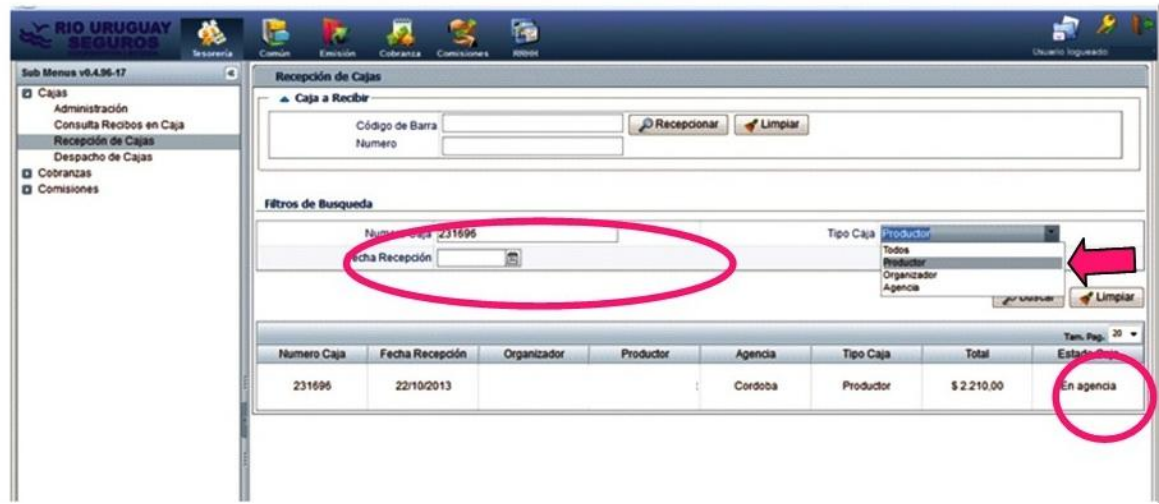 RIO URUGUAY
SEGUROS
Tesorería
Común
Emisión
Cobranza
Comisiones
RRHH
Usuario logueado
Sub Menus v0.4.96-17
Cajas
Administración
Consulta Recibos en Caja
Recepción de Cajas
Despacho de Cajas
Cobranzas
Comisiones
Recepción de Cajas
Caja a Recibir
Código de Barra
Recepcionar
Limpiar
Numero
Filtros de Busqueda
Numero Caja 231696
Tipo Caja Productor
Fecha Recepción
Todos
Productor
Organizador
Agencia
Buscar
Limpiar
Tam. Pag. 20
Numero Caja Fecha Recepción Organizador Productor Agencia Tipo Caja Total Estado Caja
231696 22/10/2013 : Cordoba Productor $ 2.210,00 En agencia